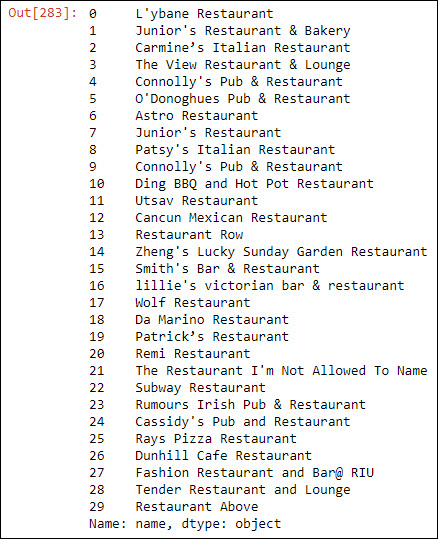 Out[283]: 0 L'ybane Restaurant
1 Junior's Restaurant & Bakery
2 Carmine’s Italian Restaurant
3 The View Restaurant & Lounge
4 Connolly's Pub & Restaurant
5 O'Donoghues Pub & Restaurant
6 Astro Restaurant
7 Junior's Restaurant
8 Patsy's Italian Restaurant
9 Connolly's Pub & Restaurant
10 Ding BBQ and Hot Pot Restaurant
11 Utsav Restaurant
12 Cancun Mexican Restaurant
13 Restaurant Row
14 Zheng's Lucky Sunday Garden Restaurant
15 Smith's Bar & Restaurant
16 lillie's victorian bar & restaurant
17 Wolf Restaurant
18 Da Marino Restaurant
19 Patrick’s Restaurant
20 Remi Restaurant
21 The Restaurant I'm Not Allowed To Name
22 Subway Restaurant
23 Rumours Irish Pub & Restaurant
24 Cassidy's Pub and Restaurant
25 Rays Pizza Restaurant
26 Dunhill Cafe Restaurant
27 Fashion Restaurant and Bar@ RIU
28 Tender Restaurant and Lounge
29 Restaurant Above
Name: name, dtype: object